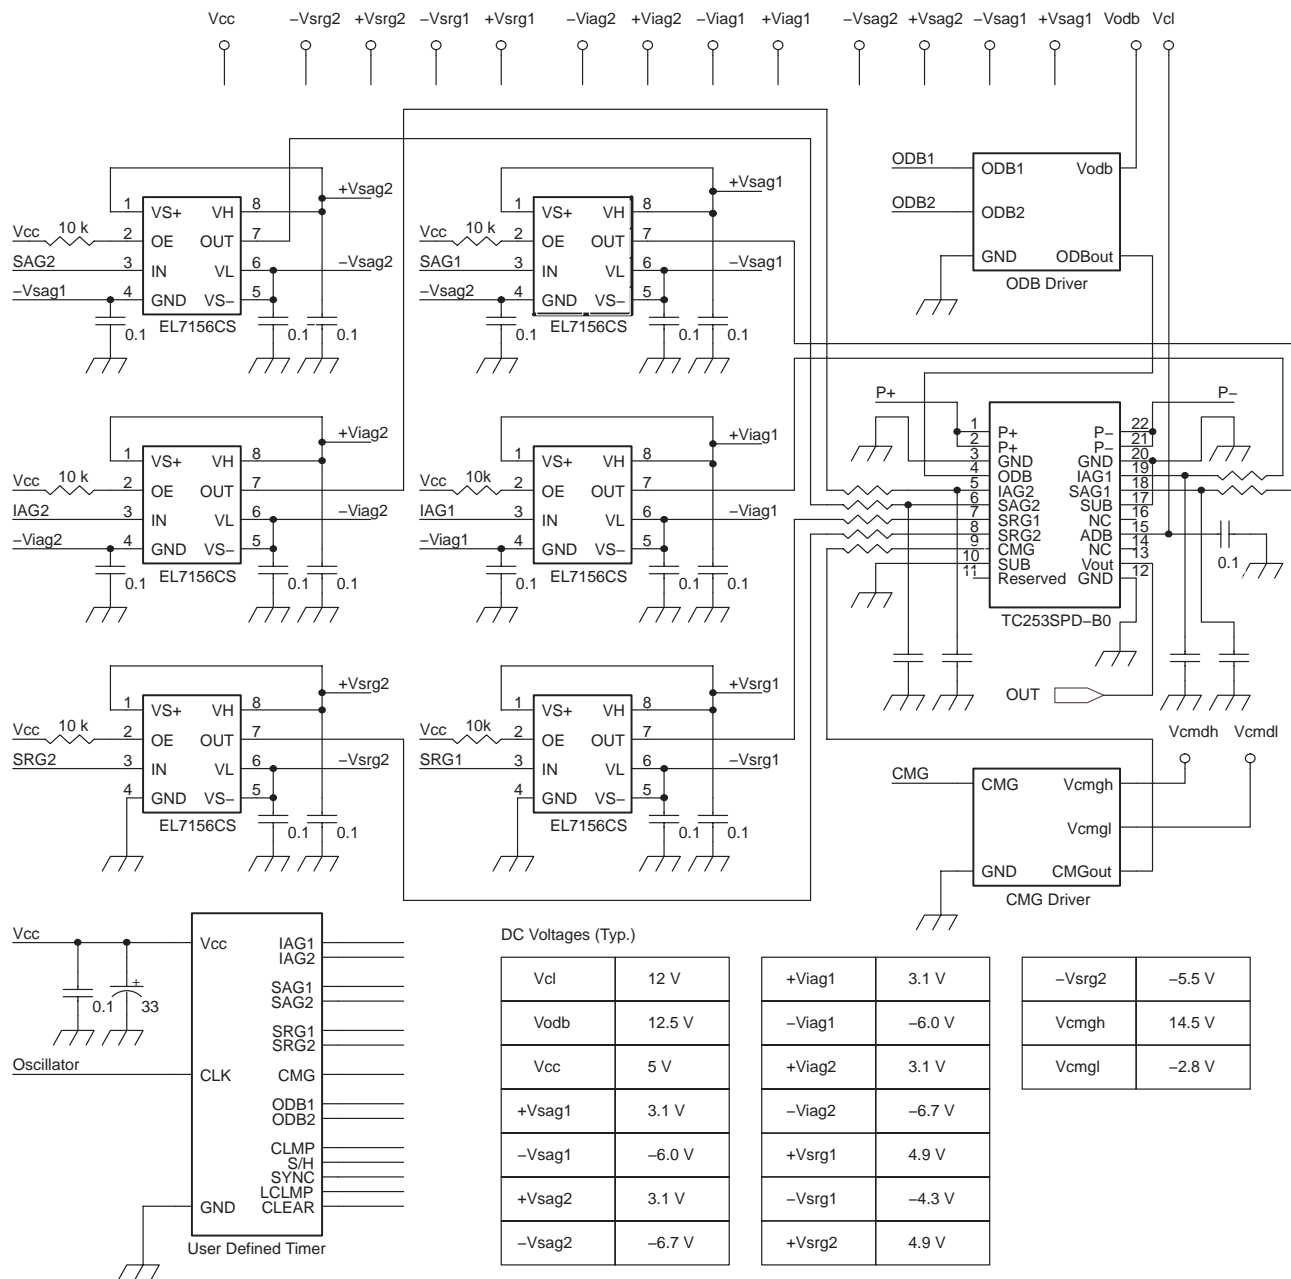 Vcc −Vsrg2 +Vsrg2 −Vsrg1 +Vsrg1 −Viag2 +Viag2 −Viag1 +Viag1 −Vsag2 +Vsag2 −Vsag1 +Vsag1 Vodb Vcl
+Vsag2
1 VS+ VH 8
Vcc 10 k 2 OE OUT 7
SAG2 3 IN VL 6 −Vsag2
−Vsag1 4 GND VS− 5
EL7156CS
0.1 0.1 0.1
+Vsag1
1 VS+ VH 8
Vcc 10 k 2 OE OUT 7
SAG1 3 IN VL 6 −Vsag1
−Vsag2 4 GND VS− 5
EL7156CS
0.1 0.1 0.1
ODB1 ODB1 Vodb
ODB2 ODB2
GND ODBout
ODB Driver
+Viag2
1 VS+ VH 8
Vcc 10 k 2 OE OUT 7
IAG2 3 IN VL 6 −Viag2
−Viag2 4 GND VS− 5
EL7156CS
0.1 0.1 0.1
+Viag1
1 VS+ VH 8
Vcc 10k 2 OE OUT 7
IAG1 3 IN VL 6 −Viag1
−Viag1 4 GND VS− 5
EL7156CS
0.1 0.1 0.1
P+ P−
1 P+ P− 22
2 P+ P− 21
3 GND GND 20
4 ODB IAG1 19
5 IAG2 SAG1 18
6 SAG2 SUB 17
7 SRG1 NC 16
8 SRG2 ADB 15
9 CMG NC 14
10 SUB Vout 13
11 Reserved GND 12
0.1
TC253SPD−B0
OUT
+Vsrg2
1 VS+ VH 8
Vcc 10 k 2 OE OUT 7
SRG2 3 IN VL 6 −Vsrg2
4 GND VS− 5
EL7156CS
0.1 0.1
+Vsrg1
1 VS+ VH 8
Vcc 10k 2 OE OUT 7
SRG1 3 IN VL 6 −Vsrg1
4 GND VS− 5
EL7156CS
0.1 0.1
Vcmdh Vcmdl
CMG CMG Vcmgh
Vcmgl
GND CMGout
CMG Driver
Vcc Vcc IAG1
IAG2
0.1 + 33
SAG1
SAG2
SRG1
SRG2
Oscillator CLK CMG
ODB1
ODB2
CLMP
S/H
SYNC
LCLMP
GND CLEAR
User Defined Timer
DC Voltages (Typ.)
Vcl 12 V
Vodb 12.5 V
Vcc 5 V
+Vsag1 3.1 V
−Vsag1 −6.0 V
+Vsag2 3.1 V
−Vsag2 −6.7 V
+Viag1 3.1 V
−Viag1 −6.0 V
+Viag2 3.1 V
−Viag2 −6.7 V
+Vsrg1 4.9 V
−Vsrg1 −4.3 V
+Vsrg2 4.9 V
−Vsrg2 −5.5 V
Vcmgh 14.5 V
Vcmgl −2.8 V